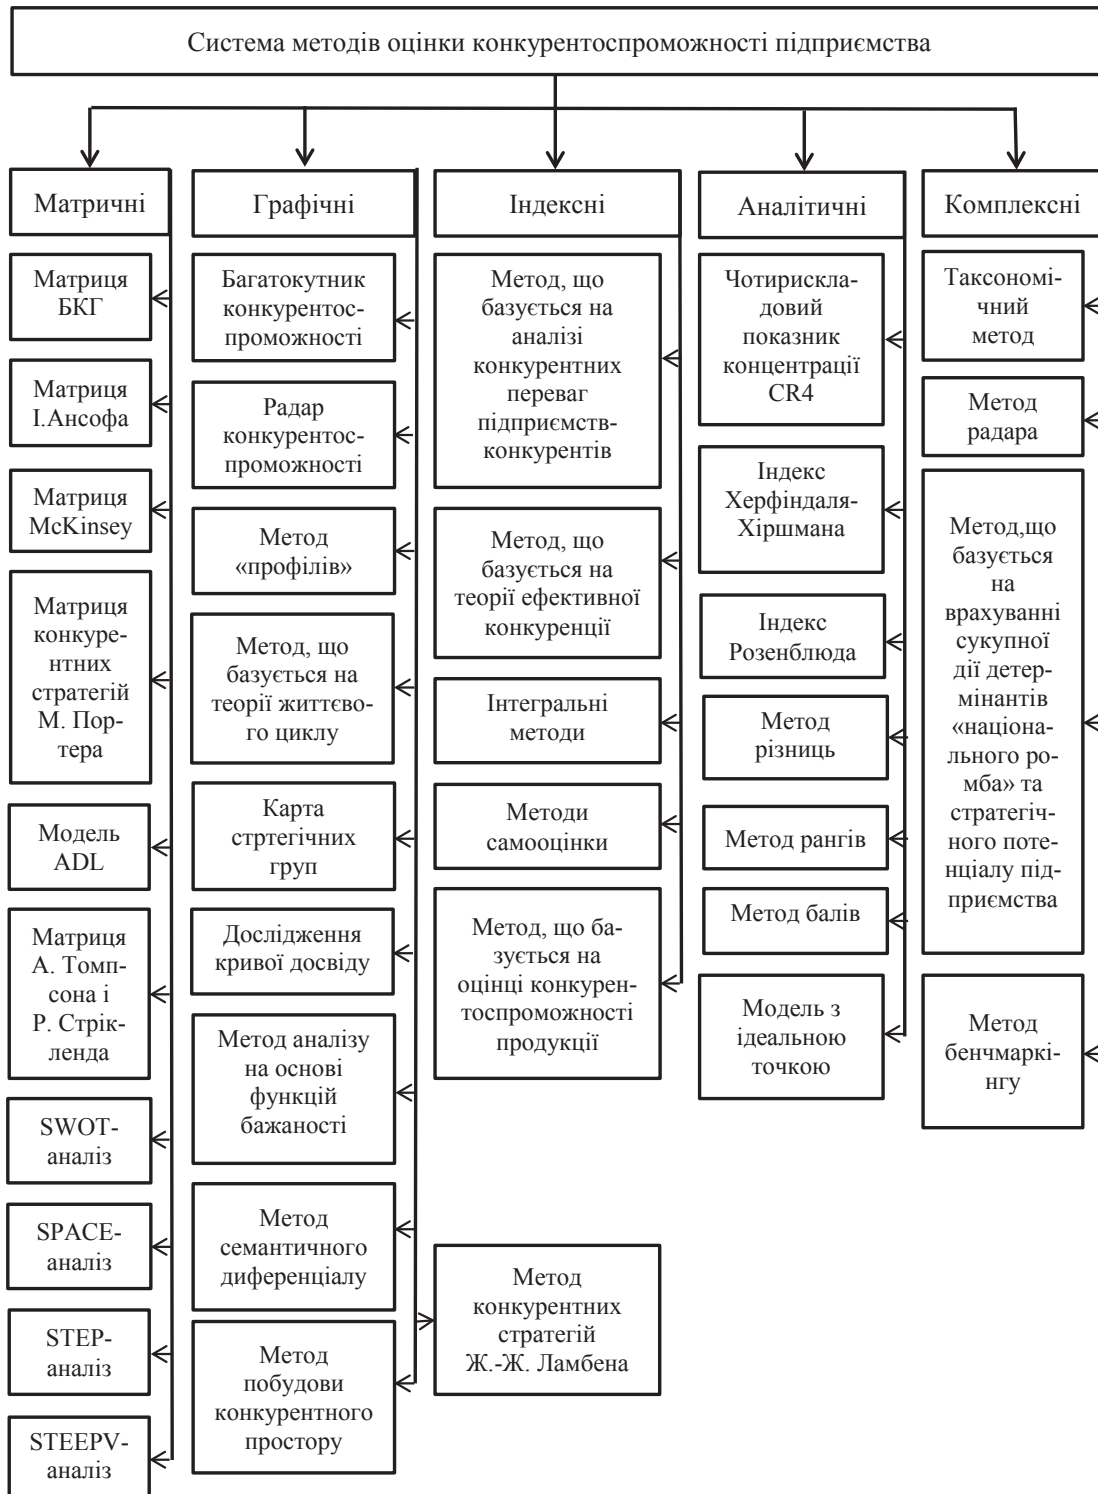 Система методів оцінки конкурентоспроможності підприємства
Матричні
Матриця
БКГ
Матриця
І.Ансофа
Матриця
McKinsey
Матриця
конкуре-
нтних
стратегій
М. Пор-
тера
Модель
ADL
Матриця
А. Томп-
сона і
Р. Стрік-
ленда
SWOT-
аналіз
SPACE-
аналіз
STEP-
аналіз
STEEPV-
аналіз
Графічні
Багатокутник
конкурентос-
проможності
Радар
конкурентос-
проможності
Метод
«профілів»
Метод, що
базується на
теорії життєво-
го циклу
Карта
стртегічних
груп
Дослідження
кривої досвіду
Метод аналізу
на основі
функцій
бажаності
Метод
семантичного
диференціалу
Метод
побудови
конкурентного
простору
Метод
конкурентних
стратегій
Ж.-Ж. Ламбена
Індексні
Метод, що
базується на
аналізі
конкурентних
переваг
підприємств-
конкурентів
Метод, що
базується на
теорії ефективної
конкуренції
Інтегральні
методи
Методи
самооцінки
Метод, що ба-
зується на
оцінці конкурен-
тоспроможності
продукції
Аналітичні
Чотирискла-
довий
показник
концентрації
CR4
Індекс
Херфіндаля-
Хіршмана
Індекс
Розенблюда
Метод
різниць
Метод рангів
Метод балів
Модель з
ідеальною
точкою
Комплексні
Таксономі-
чний
метод
Метод
радара
Метод,що
базується
на
врахуванні
сукупної
дії детер-
мінантів
«націона-
льного ро-
мба» та
стратегіч-
ного поте-
нціалу під-
приємства
Метод
бенчмаркі-
нгу